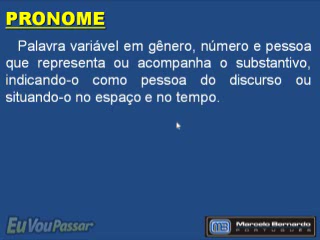 PRONOME
Palavra variável em gênero, número e pessoa
que representa ou acompanha o substantivo,
indicando-o como pessoa do discurso ou
situando-o no espaço e no tempo.
EuVouPassar
MB Marcelo Bernardo
PORTUGUÊS